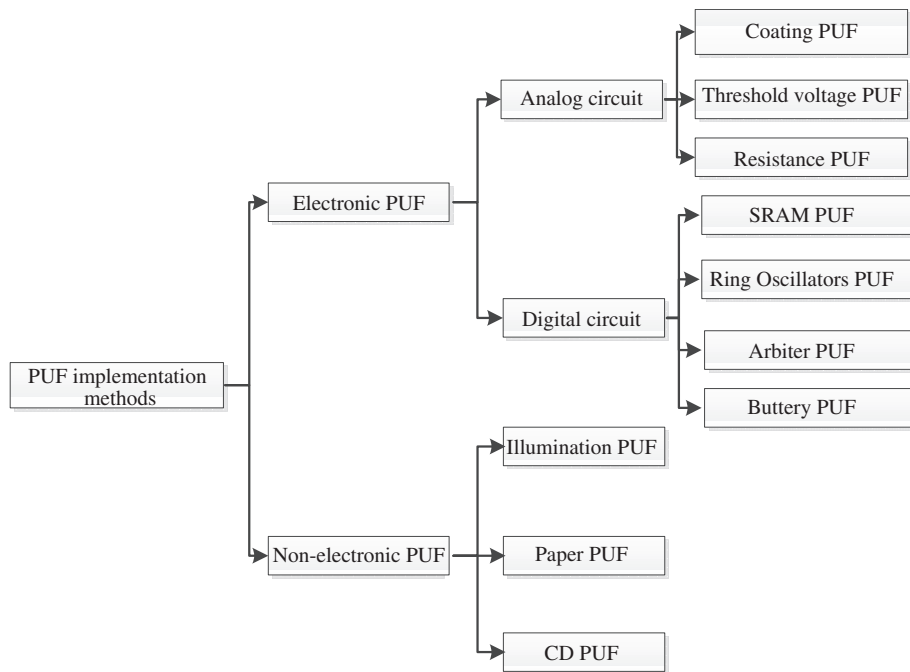 PUF implementation
methods
Electronic PUF
Analog circuit
Coating PUF
Threshold voltage PUF
Resistance PUF
Digital circuit
SRAM PUF
Ring Oscillators PUF
Arbiter PUF
Buttery PUF
Non-electronic PUF
Illumination PUF
Paper PUF
CD PUF